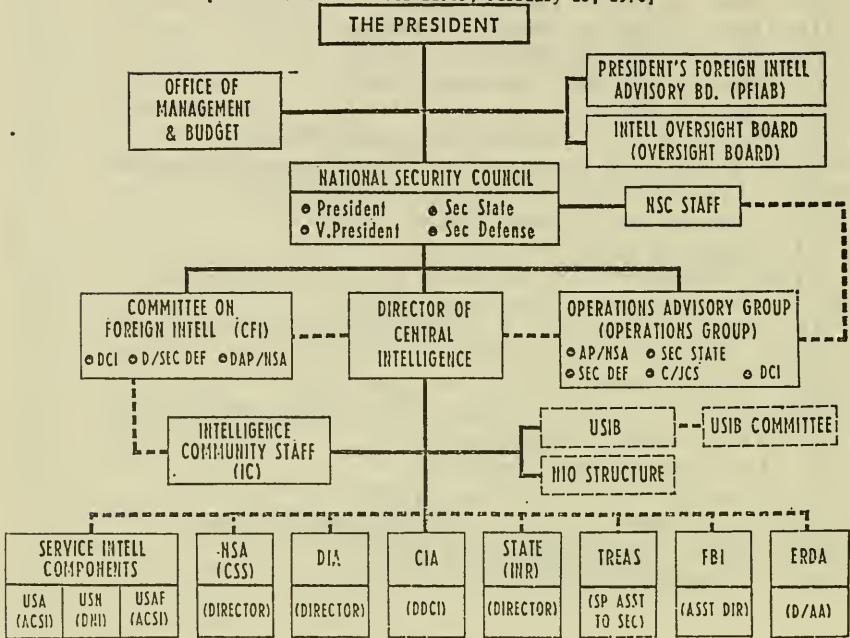 THE PRESIDENT
OFFICE OF
MANAGEMENT
& BUDGET
PRESIDENT'S FOREIGN INTELL
ADVISORY BD. (PFIAB)
INTELL OVERSIGHT BOARD
(OVERSIGHT BOARD)
NATIONAL SECURITY COUNCIL
President Sec State
V.President Sec Defense
NSC STAFF
COMMITTEE ON
FOREIGN INTELL (CFI)
DCI D/SEC DEF DAP/NSA
DIRECTOR OF
CENTRAL
INTELLIGENCE
OPERATIONS ADVISORY GROUP
(OPERATIONS GROUP)
AP/NSA SEC STATE
SEC DEF C/JCS DCI
INTELLIGENCE
COMMUNITY STAFF
(IC)
USIB
USIB COMMITTEE
NIO STRUCTURE
SERVICE INTELL
COMPONENTS
USA
(ACSI)
USN
(DNI)
USAF
(ACSI)
NSA
(CSS)
(DIRECTOR)
DIA
(DIRECTOR)
CIA
(DDCI)
STATE
(INR)
(DIRECTOR)
TREAS
(SP ASST
TO SEC)
FBI
(ASST DIR)
ERDA
(D/AA)